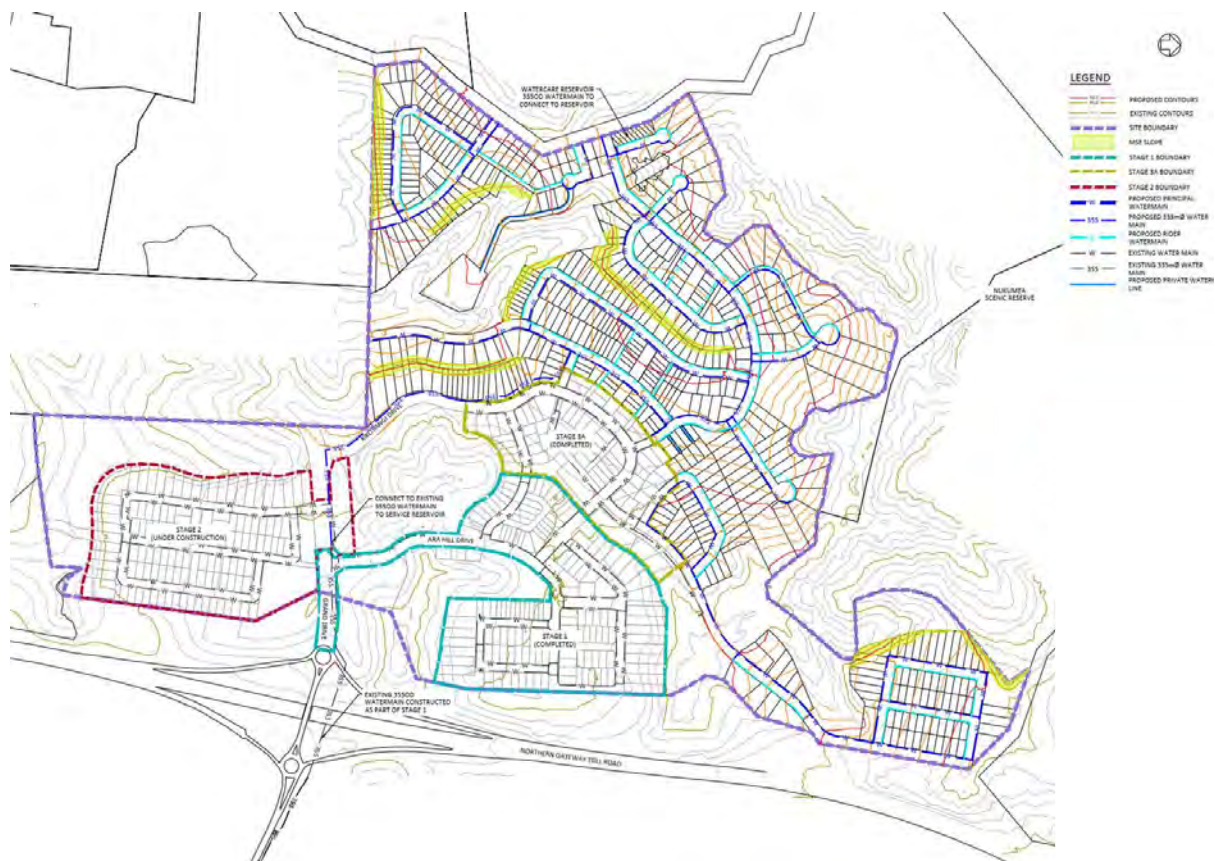 WATERCARE RESERVOIR
355OD WATERMAIN TO
CONNECT TO RESERVOIR
LEGEND
PROPOSED CONTOURS
EXISTING CONTOURS
SITE BOUNDARY
MSE SLOPE
STAGE 1 BOUNDARY
STAGE 3A BOUNDARY
STAGE 2 BOUNDARY
W
PROPOSED PRINCIPAL
WATERMAIN
355
WATER
MAIN
PROPOSED RIDER
WATERMAIN
W
EXISTING WATER MAIN
355
WATER
MAIN
PROPOSED PRIVATE WATER
LINE
NUKUMEA
SCENIC RESERVE
STAGE 3A
(COMPLETED)
CONNECT TO EXISTING
355OD WATERMAIN
TO SERVICE RESERVOIR
STAGE 2
(UNDER CONSTRUCTION)
ARA HILL DRIVE
GRAND DRIVE
STAGE 1
(COMPLETED)
EXISTING 355OD
WATERMAIN CONSTRUCTED
AS PART OF STAGE 1
NORTHERN GATEWAY TOLL ROAD